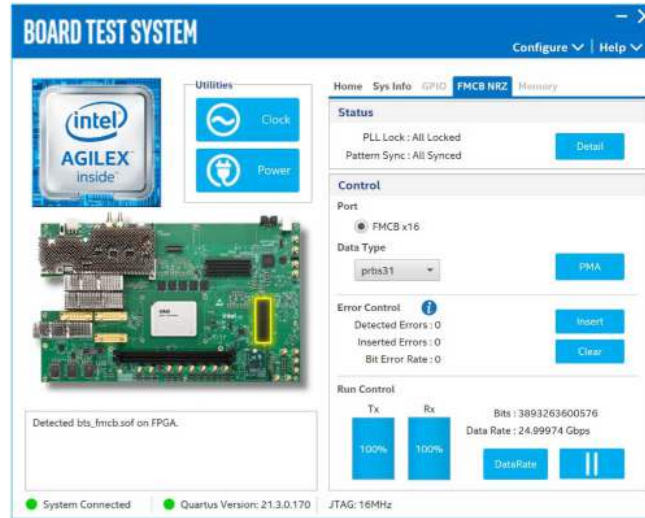 BOARD TEST SYSTEM
Configure Help
Utilities
Clock
Power
intel
AGILEX
inside
Home Sys Info GPIO FMCB NRZ Memory
Status
PLL Lock : All Locked
Pattern Sync : All Synced
Detail
Control
Port
FMCB x16
Data Type
prbs31
PMA
Error Control
Detected Errors : 0
Inserted Errors : 0
Bit Error Rate : 0
Insert
Clear
Run Control
Tx Rx
100% 100%
Bits : 3893263600576
Data Rate : 24.99974 Gbps
DataRate
Detected bts_fmcb.sof on FPGA.
System Connected Quartus Version: 21.3.0.170 JTAG: 16MHz